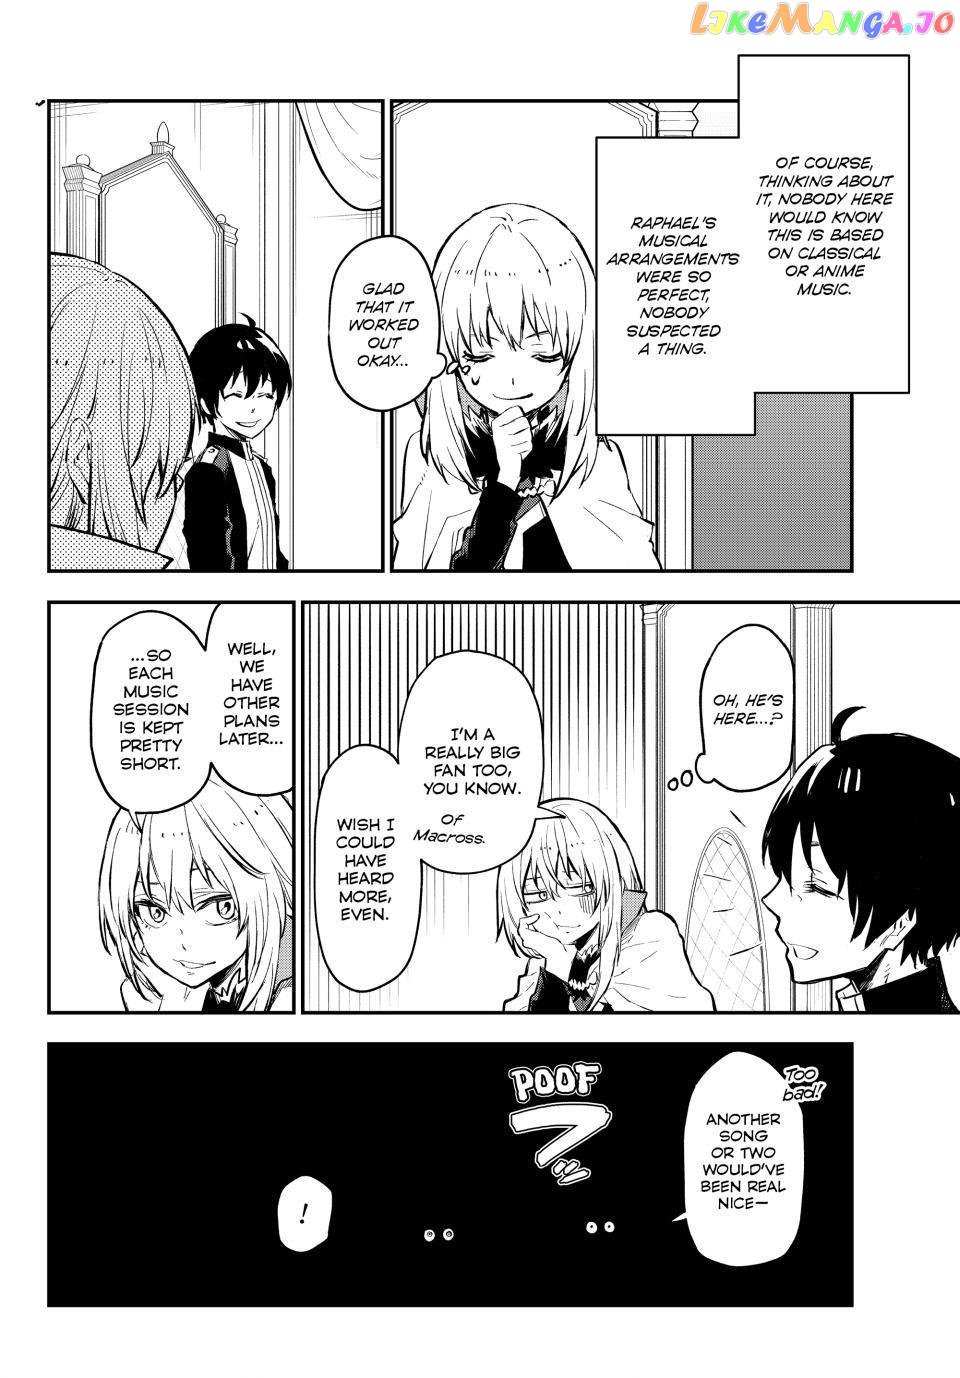 LIKEMANGA.IO
OF COURSE,
THINKING ABOUT
IT, NOBODY HERE
WOULD KNOW
THIS IS BASED
ON CLASSICAL
OR ANIME
MUSIC.
RAPHAEL'S
MUSICAL
ARRANGEMENTS
WERE SO
PERFECT,
NOBODY
SUSPECTED
A THING.
GLAD
THAT IT
WORKED
OUT
OKAY...
OH, HE'S
HERE...?
I'M A
REALLY BIG
FAN TOO,
YOU KNOW.
Of
Macross.
WISH I
COULD
HAVE
HEARD
MORE,
EVEN.
WELL,
WE
HAVE
OTHER
PLANS
LATER...
...SO
EACH
MUSIC
SESSION
IS KEPT
PRETTY
SHORT.
Too
bad!
ANOTHER
SONG
OR TWO
WOULD'VE
BEEN REAL
NICE—
POOF
フッ
!